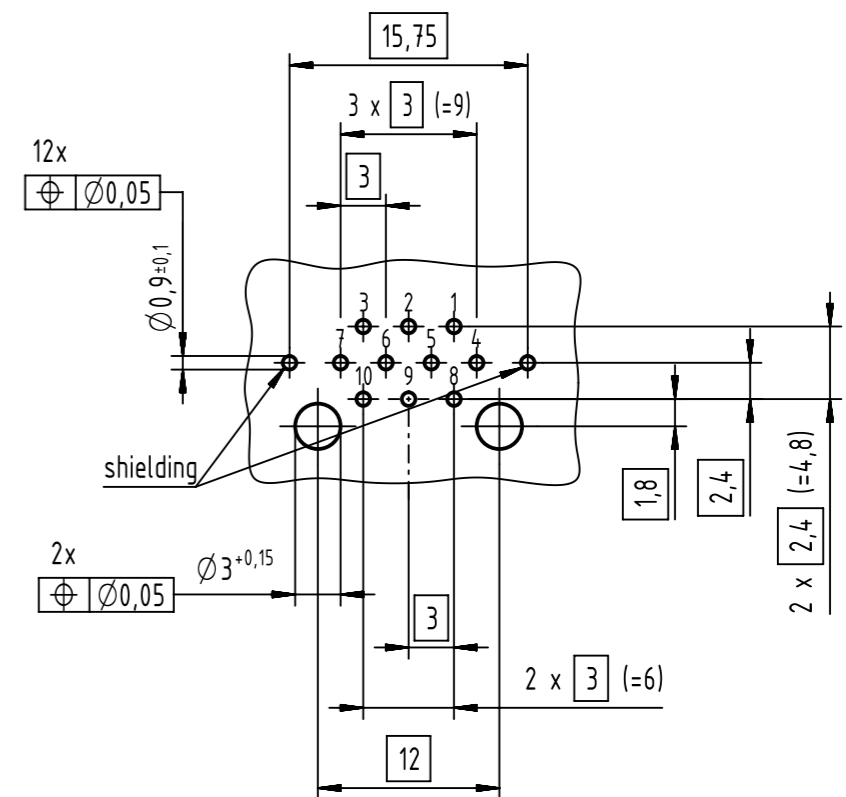 15,75
3 x 3 (=9)
12x
⌖ ∅0,05
3
∅0,9±0,1
3 2 1
7 6 5 4
10 9 8
shielding
1,8
2,4
2 x 2,4 (=4,8)
2x
⌖ ∅0,05
∅3+0,15
3
2 x 3 (=6)
12